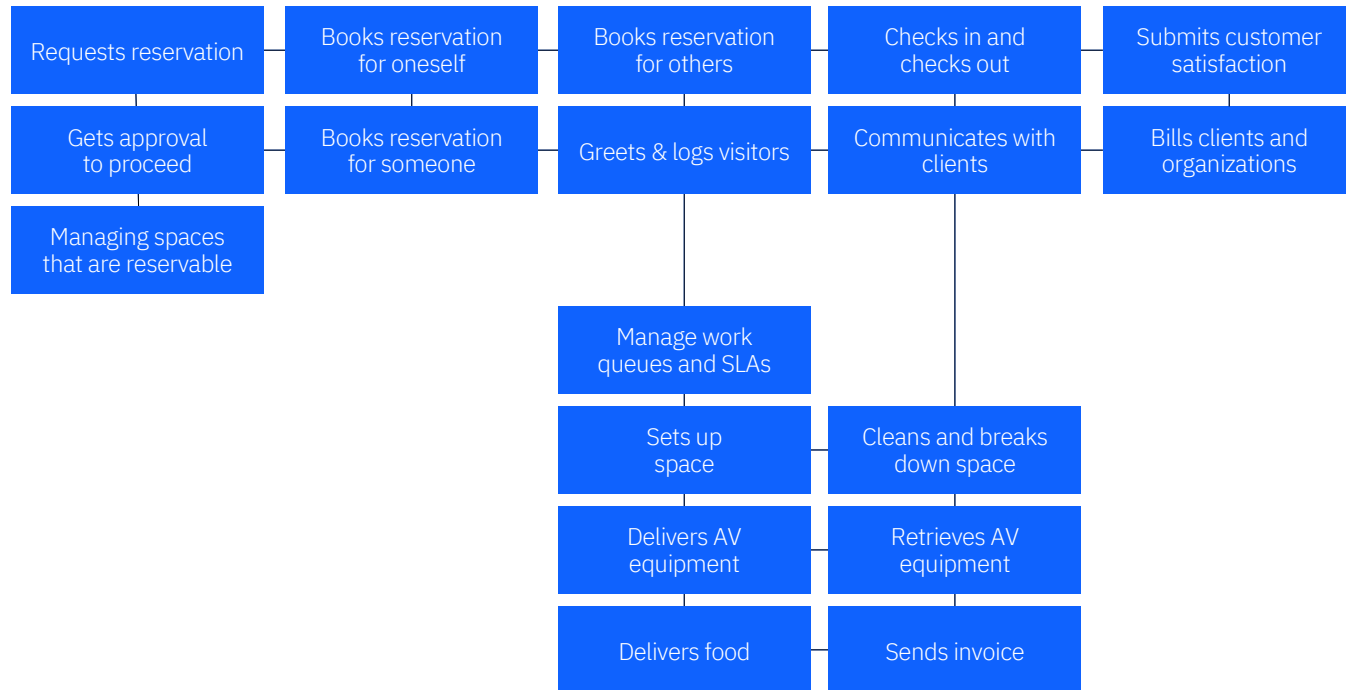 Requests reservation
Books reservation
for oneself
Books reservation
for others
Checks in and
checks out
Submits customer
satisfaction
Gets approval
to proceed
Books reservation
for someone
Greets & logs visitors
Communicates with
clients
Bills clients and
organizations
Managing spaces
that are reservable
Manage work
queues and SLAs
Sets up
space
Cleans and breaks
down space
Delivers AV
equipment
Retrieves AV
equipment
Delivers food
Sends invoice